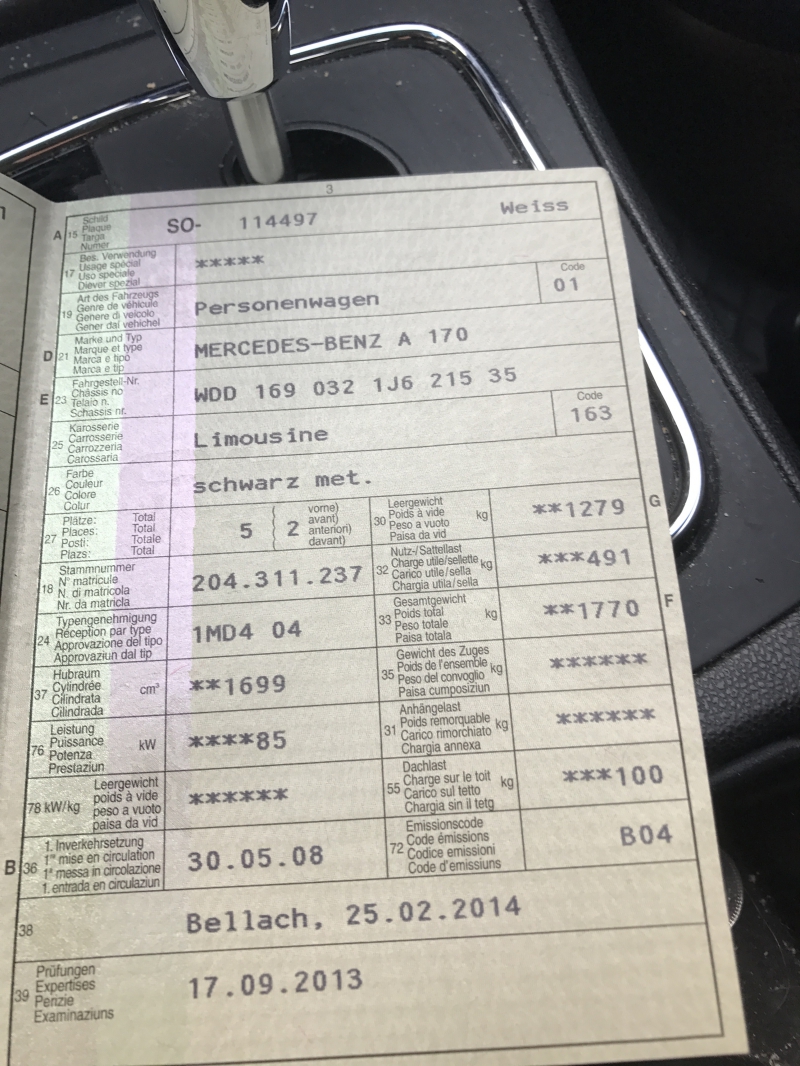 3
A 15 Schild
Plaque
Targa
Numer
SO- 114497 Weiss
17 Bes. Verwendung
Usage spécial
Uso speciale
Diever spezial
*****
19 Art des Fahrzeugs
Genre de véhicule
Genere di veicolo
Gener dal vehichel
Personenwagen
Code
01
D 21 Marke und Typ
Marque et type
Marca e tipo
Marca e tip
MERCEDES-BENZ A 170
E 23 Fahrgestell-Nr.
Châssis no
Telaio n.
Schassis nr.
WDD 169 032 1J6 215 35
25 Karosserie
Carrosserie
Carrozzeria
Carossaria
Limousine
Code
163
26 Farbe
Couleur
Colore
Colur
schwarz met.
27 Plätze: Total
Places: Total
Posti: Totale
Plazs: Total
5 ( 2 vorne)
avant)
anterion)
davant)
30 Leergewicht
Poids à vide
Peso a vuoto
Paisa da vid
kg
**1279
G
18 Stammnummer
N° matricule
N. di matricola
Nr. da matricla
204.311.237
32 Nutz-/Sattellast
Charge utile/sellette
Carico utile/sella
Chargia utila/sella
kg
***491
24 Typengenehmigung
Réception par type
Approvazione del tipo
Approvaziun dal tip
1MD4 04
33 Gesamtgewicht
Poids total
Peso totale
Paisa totala
kg
**1770
F
37 Hubraum
Cylindrée
Cilindrata
Cilindrada
cm³
**1699
35 Gewicht des Zuges
Poids de l'ensemble
Peso del convoglio
Paisa cumposiziun
kg
******
76 Leistung
Puissance
Potenza
Prestaziun
kW
****85
31 Anhängelast
Poids remorquable
Carico rimorchiato
Chargia annexa
kg
******
78 kW/kg Leergewicht
poids à vide
peso a vuoto
paisa da vid
******
55 Dachlast
Charge sur le toit
Carico sul tetto
Chargia sin il tetg
kg
***100
B 36 1. Inverkehrsetzung
1re mise en circulation
1a messa in circolazione
1. entrada en circulaziun
30.05.08
72 Emissionscode
Code émissions
Codice emissioni
Code d'emissiuns
B04
38
Bellach, 25.02.2014
39 Prüfungen
Expertises
Perizie
Examinaziuns
17.09.2013